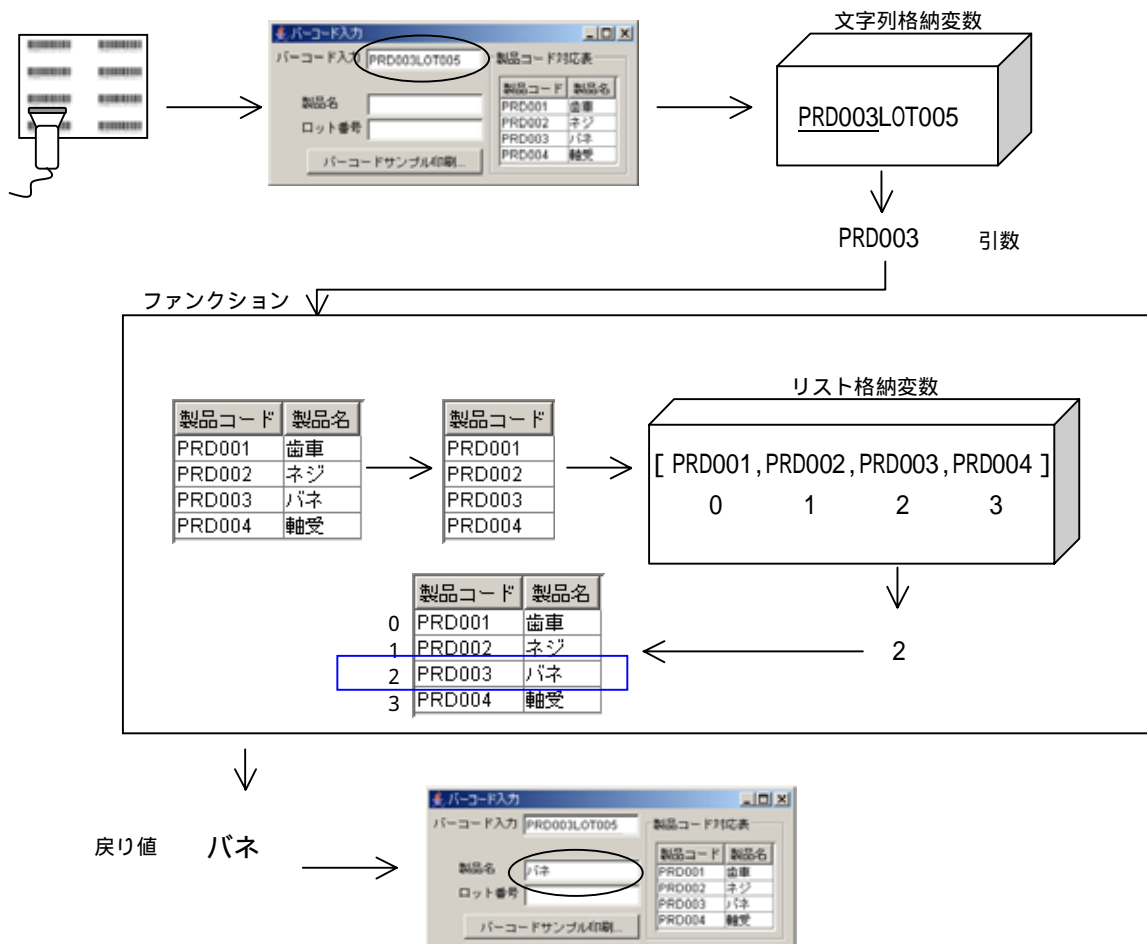 文字列格納変数
バーコード入力
バーコード入力 PRD003LOT005 製品コード対応表
製品コード 製品名
PRD001 歯車
PRD002 ネジ
PRD003 バネ
PRD004 軸受
製品名
ロット番号
バーコードサンプル印刷...
PRD003LOT005
PRD003 引数
ファンクション
リスト格納変数
製品コード 製品名
PRD001 歯車
PRD002 ネジ
PRD003 バネ
PRD004 軸受
製品コード
PRD001
PRD002
PRD003
PRD004
[ PRD001,PRD002,PRD003,PRD004 ]
0 1 2 3
製品コード 製品名
0 PRD001 歯車
1 PRD002 ネジ
2 PRD003 バネ
3 PRD004 軸受
2
戻り値 バネ
バーコード入力
バーコード入力 PRD003LOT005 製品コード対応表
製品コード 製品名
PRD001 歯車
PRD002 ネジ
PRD003 バネ
PRD004 軸受
製品名 バネ
ロット番号
バーコードサンプル印刷...